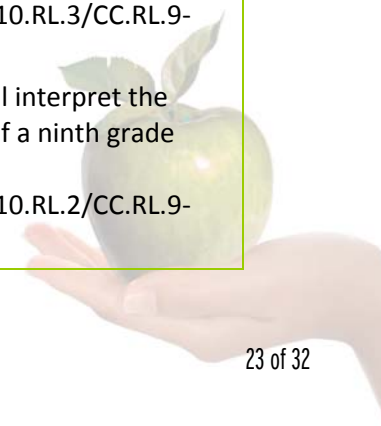 10.RL.3/CC.RL.9-
l interpret the
f a ninth grade
10.RL.2/CC.RL.9-
23 of 32